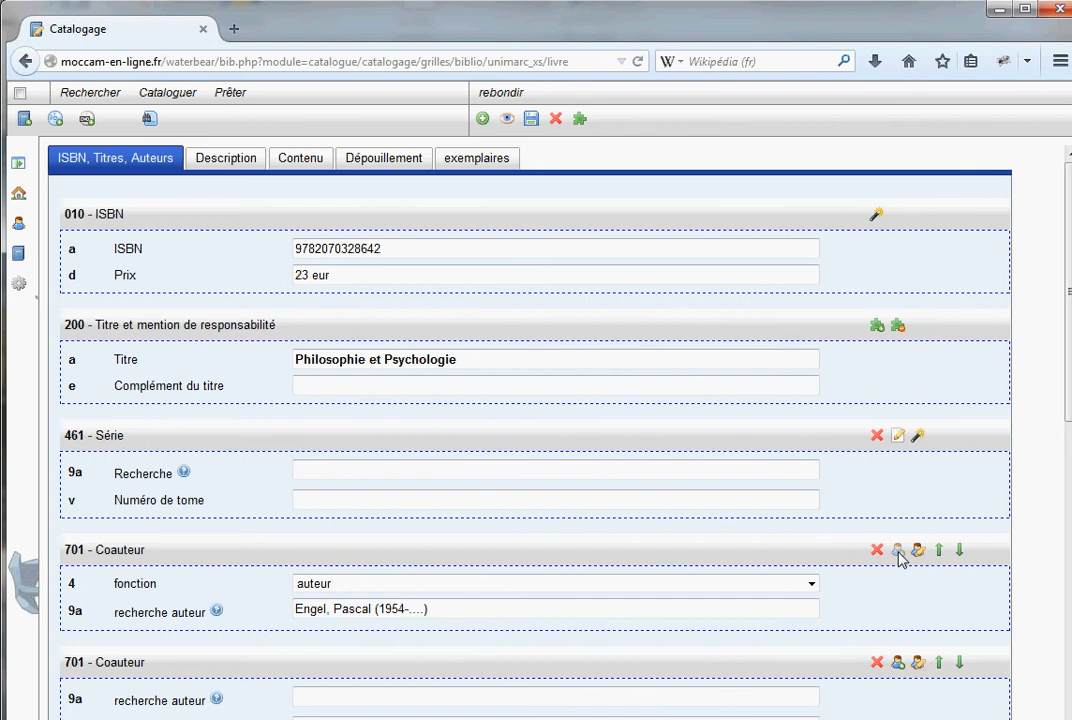 Catalogage
moccam-en-ligne.fr/waterbear/bib.php?module=catalogue/catalogage/grilles/biblio/unimarc_xs/livre
W Wikipédia (fr)
Rechercher Cataloguer Prêter rebondir
ISBN, Titres, Auteurs Description Contenu Dépouillement exemplaires
010 - ISBN
a ISBN 9782070328642
d Prix 23 eur
200 - Titre et mention de responsabilité
a Titre Philosophie et Psychologie
e Complément du titre
461 - Série
9a Recherche
v Numéro de tome
701 - Coauteur
4 fonction auteur
9a recherche auteur Engel, Pascal (1954-....)
701 - Coauteur
9a recherche auteur